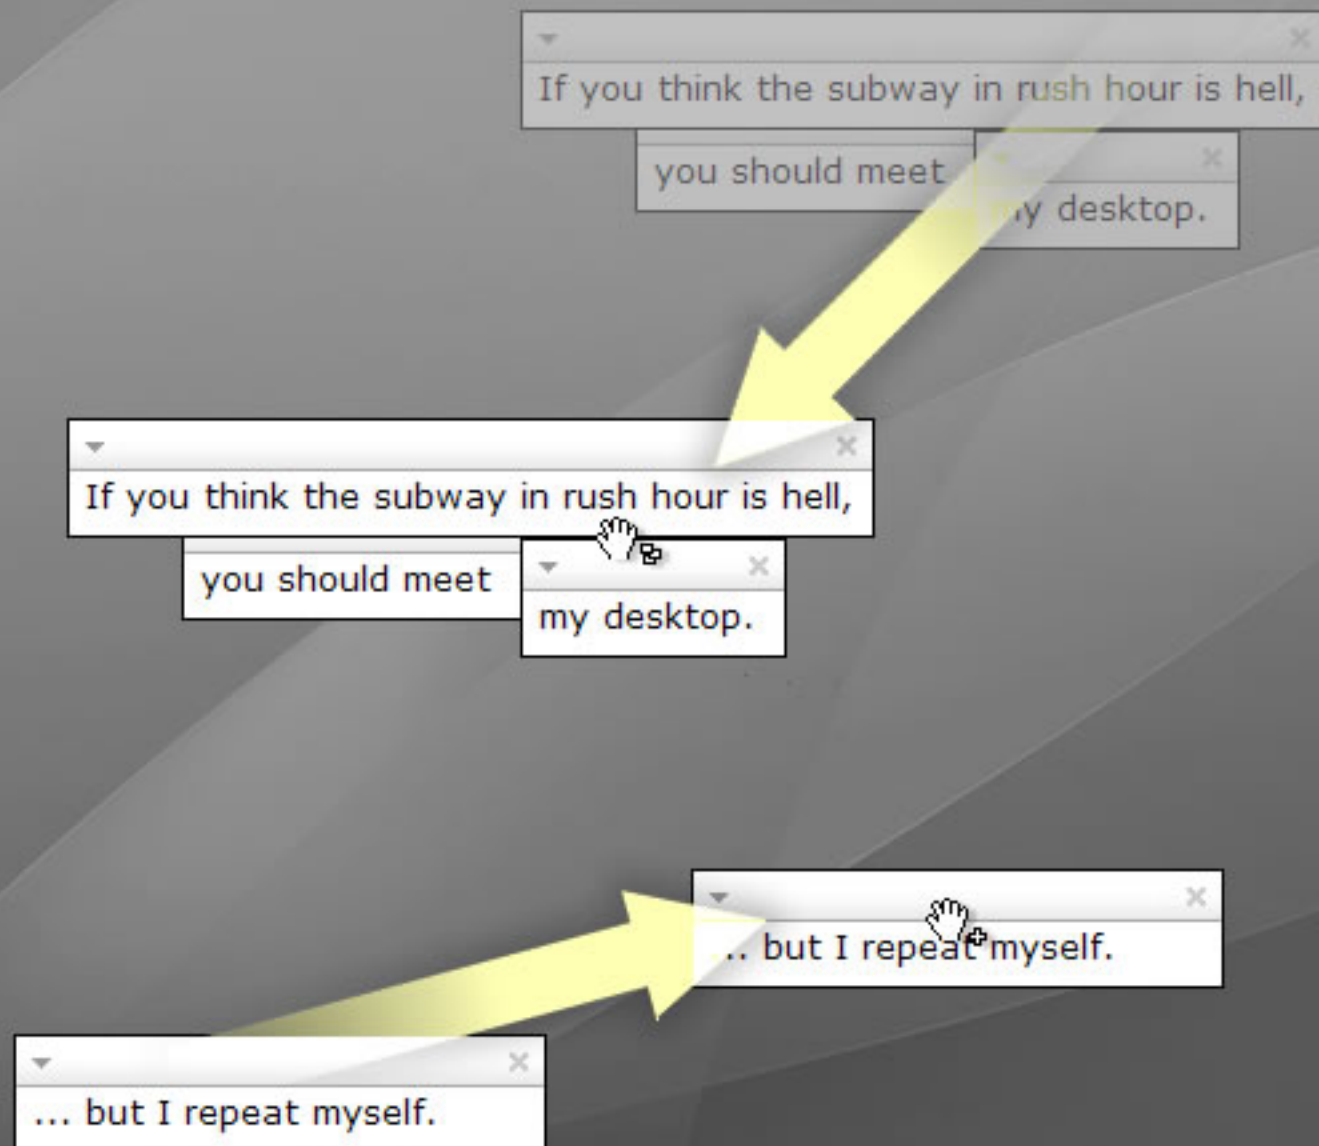 If you think the subway in rush hour is hell,
you should meet
my desktop.
If you think the subway in rush hour is hell,
you should meet
my desktop.
... but I repeat myself.
... but I repeat myself.